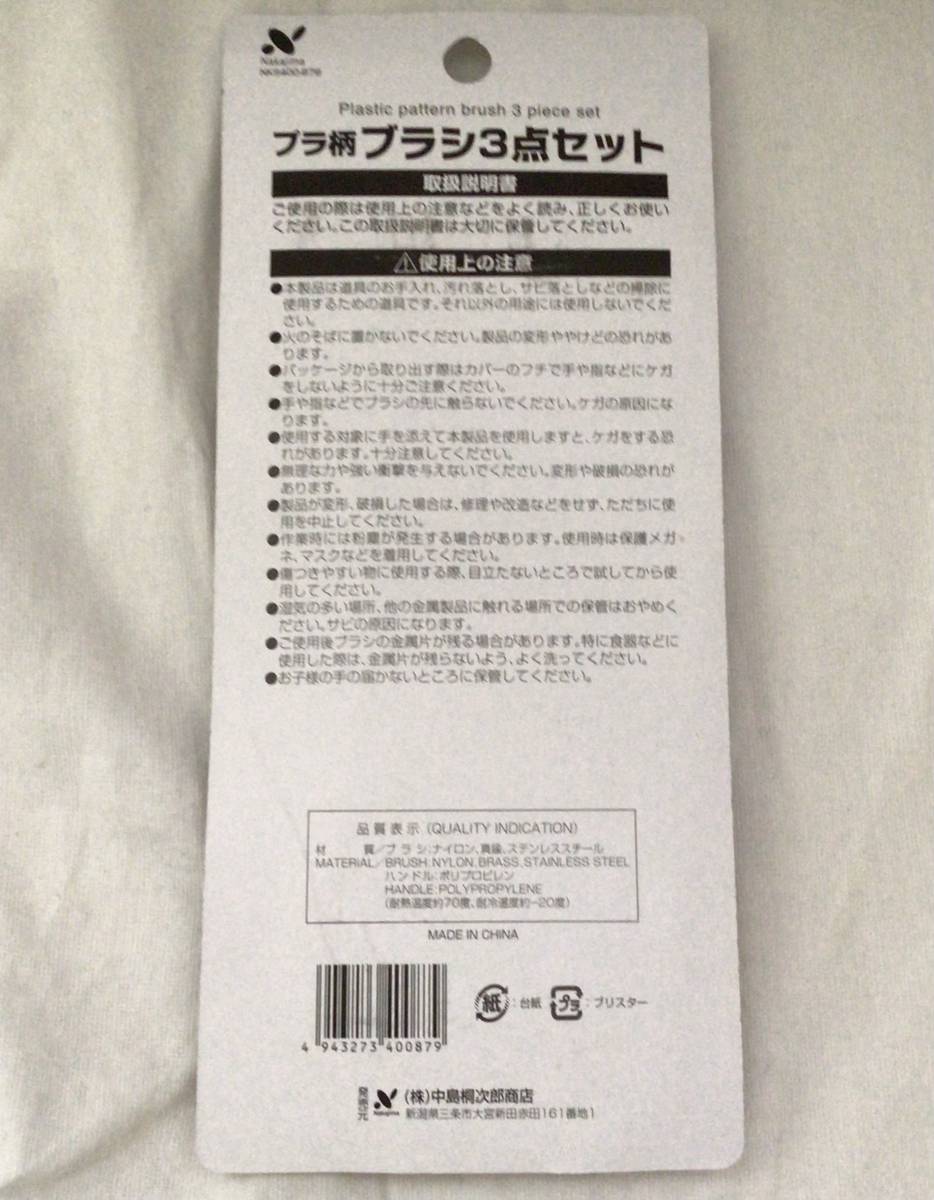 Nakajima
Plastic pattern brush 3 piece set
プラ柄ブラシ3点セット
取扱説明書
ご使用の際は使用上の注意などをよく読み、正しくお使い
ください。この取扱説明書は大切に保管してください。
使用上の注意
●本製品は道具のお手入れ、汚れ落とし、サビ落としなどの掃除に
使用するための道具です。それ以外の用途には使用しないでくだ
さい。
●火のそばに置かないでください。製品の変形ややけどの恐れがあ
ります。
●パッケージから取り出す際はカバーのフチで手や指などにケガ
をしないように十分ご注意ください。
●手や指などでブラシの先に触らないでください。ケガの原因にな
ります。
●使用する対象に手を添えて本製品を使用しますと、ケガをする恐
れがあります。十分注意してください。
●無理な力や強い衝撃を与えないでください。変形や破損の恐れが
あります。
●製品が変形、破損した場合は、修理や改造などをせず、ただちに使
用を中止してください。
●作業時には粉塵が発生する場合があります。使用時は保護メガ
ネ、マスクなどを着用してください。
●傷つきやすい物に使用する際、目立たないところで試してから使
用してください。
●湿気の多い場所、他の金属製品に触れる場所での保管はおやめく
ださい。サビの原因になります。
●ご使用後ブラシの金属片が残る場合があります。特に食器などに
使用した際は、金属片が残らないよう、よく洗ってください。
●お子様の手の届かないところに保管してください。
品質表示(QUALITY INDICATION)
材 質/ブラシ:ナイロン、真鍮、ステンレススチール
MATERIAL/BRUSH:NYLON、BRASS、STAINLESS STEEL
ハンドル:ポリプロピレン
HANDLE:POLYPROPYLENE
(耐熱温度約70度、耐冷温度約-20度)
MADE IN CHINA
紙:台紙 プラ:ブリスター
4 943273 400879
発売元 Nakajima (株)中島桐次郎商店
新潟県三条市大宮新田赤田161番地1